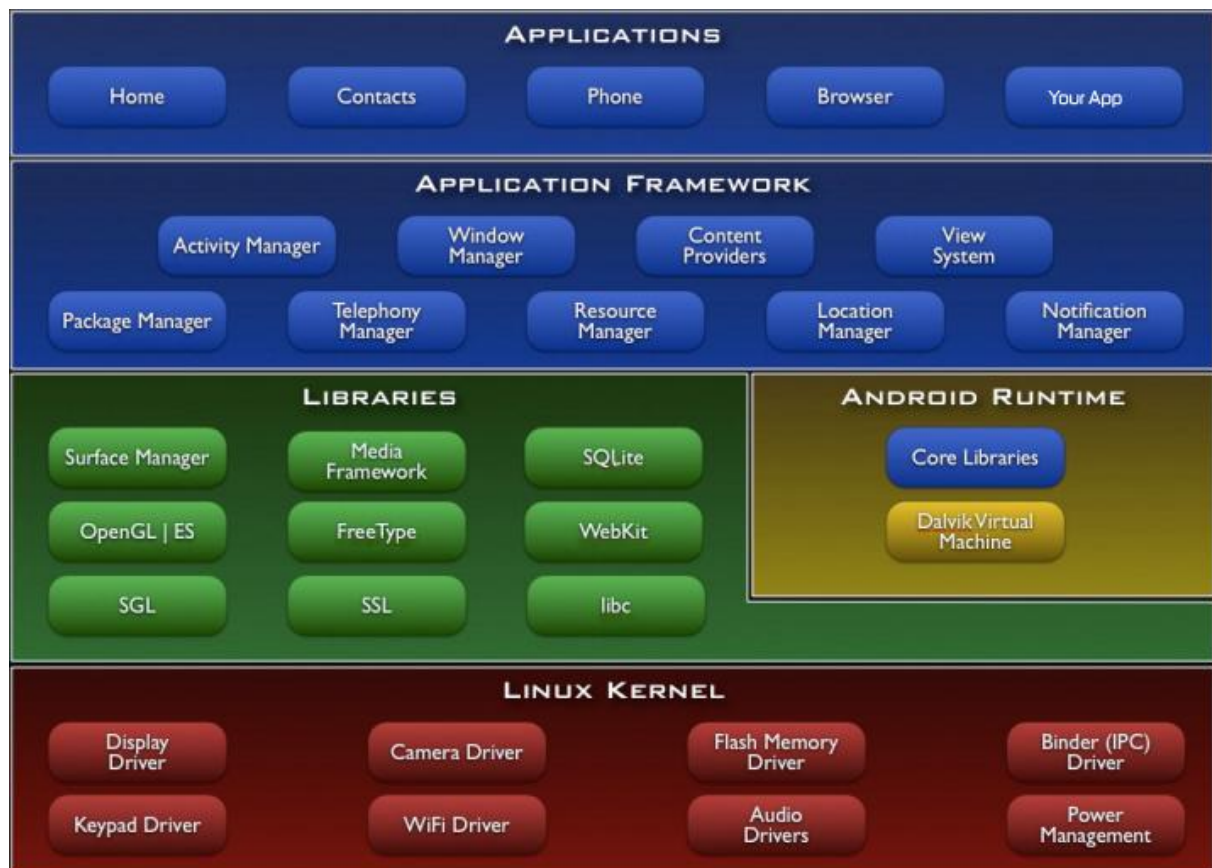 APPLICATIONS
Home
Contacts
Phone
Browser
Your App
APPLICATION FRAMEWORK
Activity Manager
Window
Manager
Content
Providers
View
System
Package Manager
Telephony
Manager
Resource
Manager
Location
Manager
Notification
Manager
LIBRARIES
Surface Manager
Media
Framework
SQLite
OpenGL | ES
FreeType
WebKit
SGL
SSL
libc
ANDROID RUNTIME
Core Libraries
Dalvik Virtual
Machine
LINUX KERNEL
Display
Driver
Camera Driver
Flash Memory
Driver
Binder (IPC)
Driver
Keypad Driver
WiFi Driver
Audio
Drivers
Power
Management